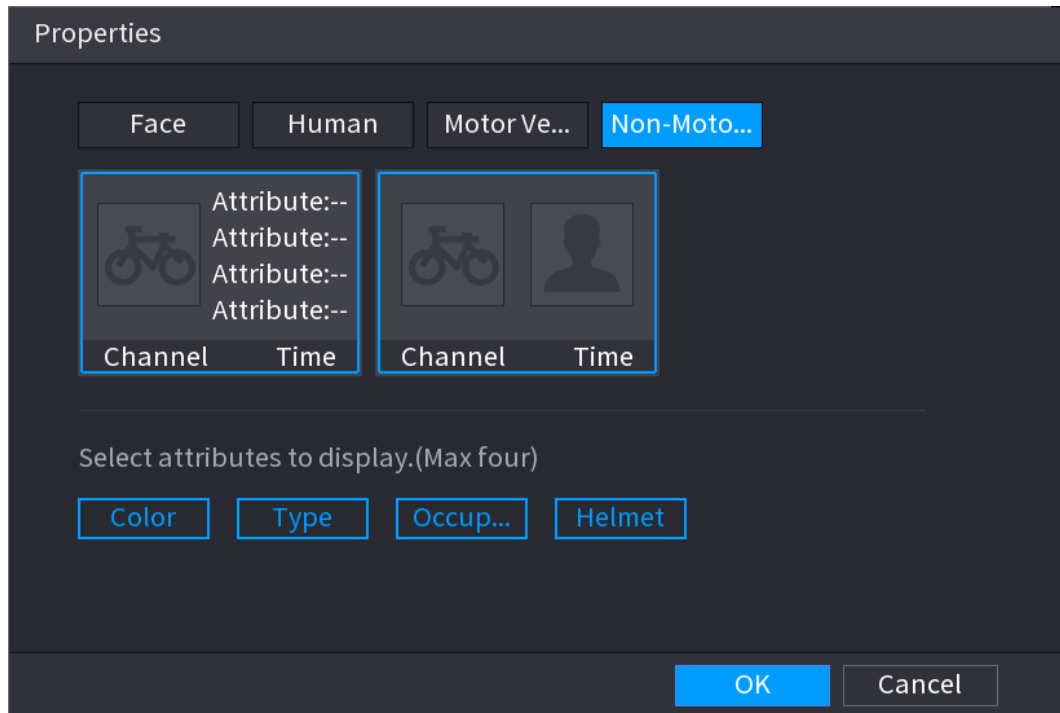 Properties
Face Human Motor Ve... Non-Moto...
Attribute:--
Attribute:--
Attribute:--
Attribute:--
Channel Time Channel Time
Select attributes to display.(Max four)
Color Type Occup... Helmet
OK Cancel